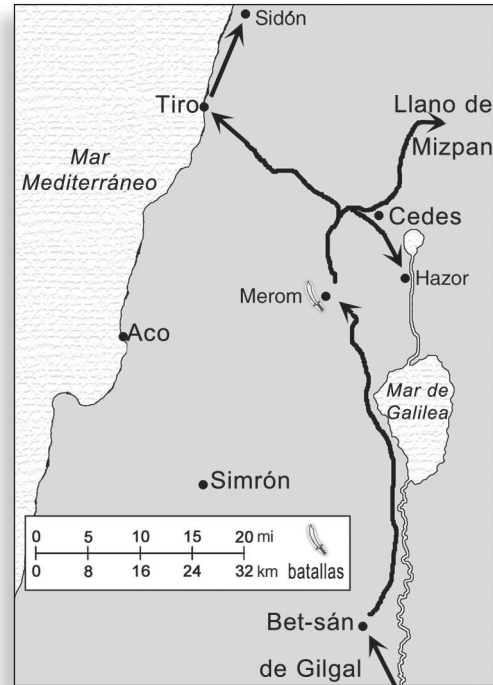 Sidón
Tiro
Llano de
Mizpan
Mar
Mediterráneo
Cedes
Hazor
Merom
Aco
Mar de
Galilea
Simrón
0 5 10 15 20 mi
0 8 16 24 32 km
batallas
Bet-sán
de Gilgal